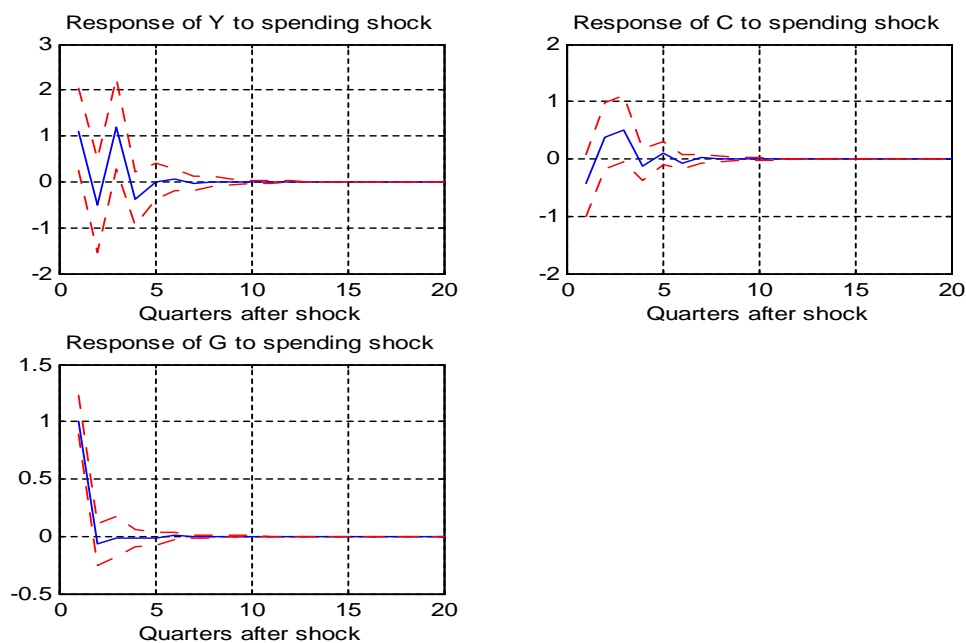 Response of Y to spending shock
3
2
1
0
-1
-2
0 5 10 15 20
Quarters after shock
Response of C to spending shock
2
1
0
-1
-2
0 5 10 15 20
Quarters after shock
Response of G to spending shock
1.5
1
0.5
0
-0.5
0 5 10 15 20
Quarters after shock